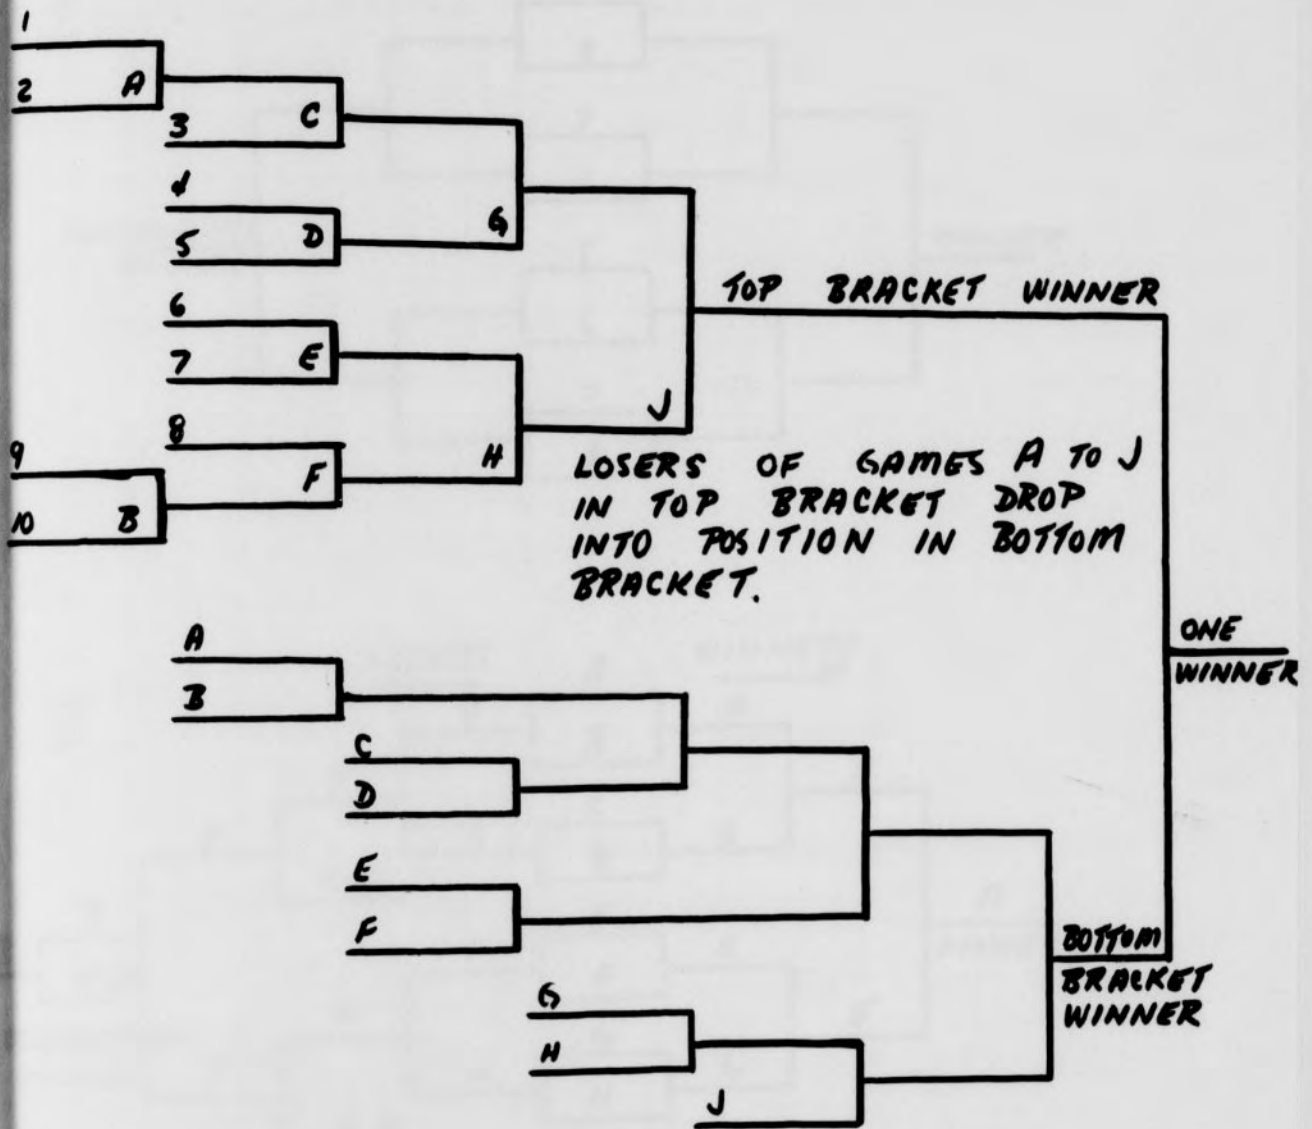 1
2 A
3 C
4
5 D
G
6
7 E
8
F
H
9
10 B
J
TOP BRACKET WINNER
LOSERS OF GAMES A TO J
IN TOP BRACKET DROP
INTO POSITION IN BOTTOM
BRACKET.
A
B
C
D
E
F
G
H
J
BOTTOM
BRACKET
WINNER
ONE
WINNER